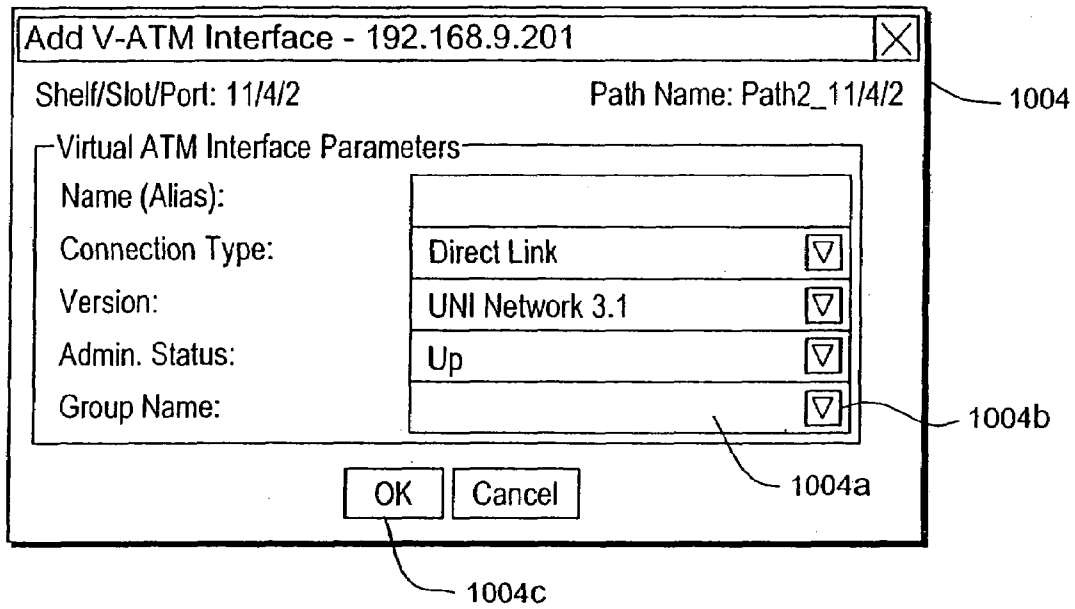 Add V-ATM Interface - 192.168.9.201
Shelf/Slot/Port: 11/4/2 Path Name: Path2_11/4/2
1004
Virtual ATM Interface Parameters
Name (Alias):
Connection Type: Direct Link
Version: UNI Network 3.1
Admin. Status: Up
Group Name:
1004b
1004a
OK Cancel
1004c